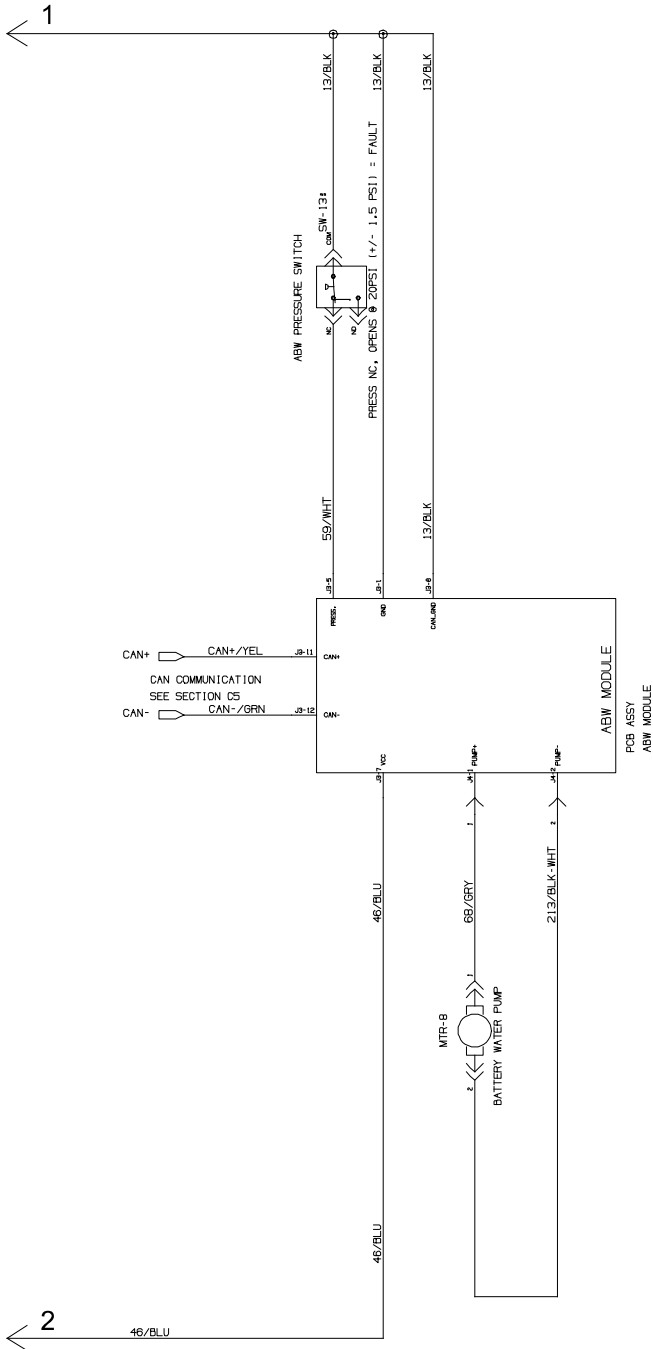 1
13/BLK
13/BLK
13/BLK
ABW PRESSURE SWITCH
SW-13
COM
NC
NO
PRESS NC, OPENS @ 20PSI (+/- 1.5 PSI) = FAULT
59/WHT
13/BLK
J3-5
J3-1
J3-6
PRESS.
GND
CAN_GND
CAN+
CAN+/YEL
J3-11
CAN+
CAN COMMUNICATION
SEE SECTION C5
CAN-
CAN-/GRN
J3-12
CAN-
ABW MODULE
PCB ASSY
ABW MODULE
J3-7
VCC
J4-1
PUMP+
J4-2
PUMP-
1
2
46/BLU
68/GRY
213/BLK-WHT
1
MTR-8
BATTERY WATER PUMP
2
46/BLU
2
46/BLU